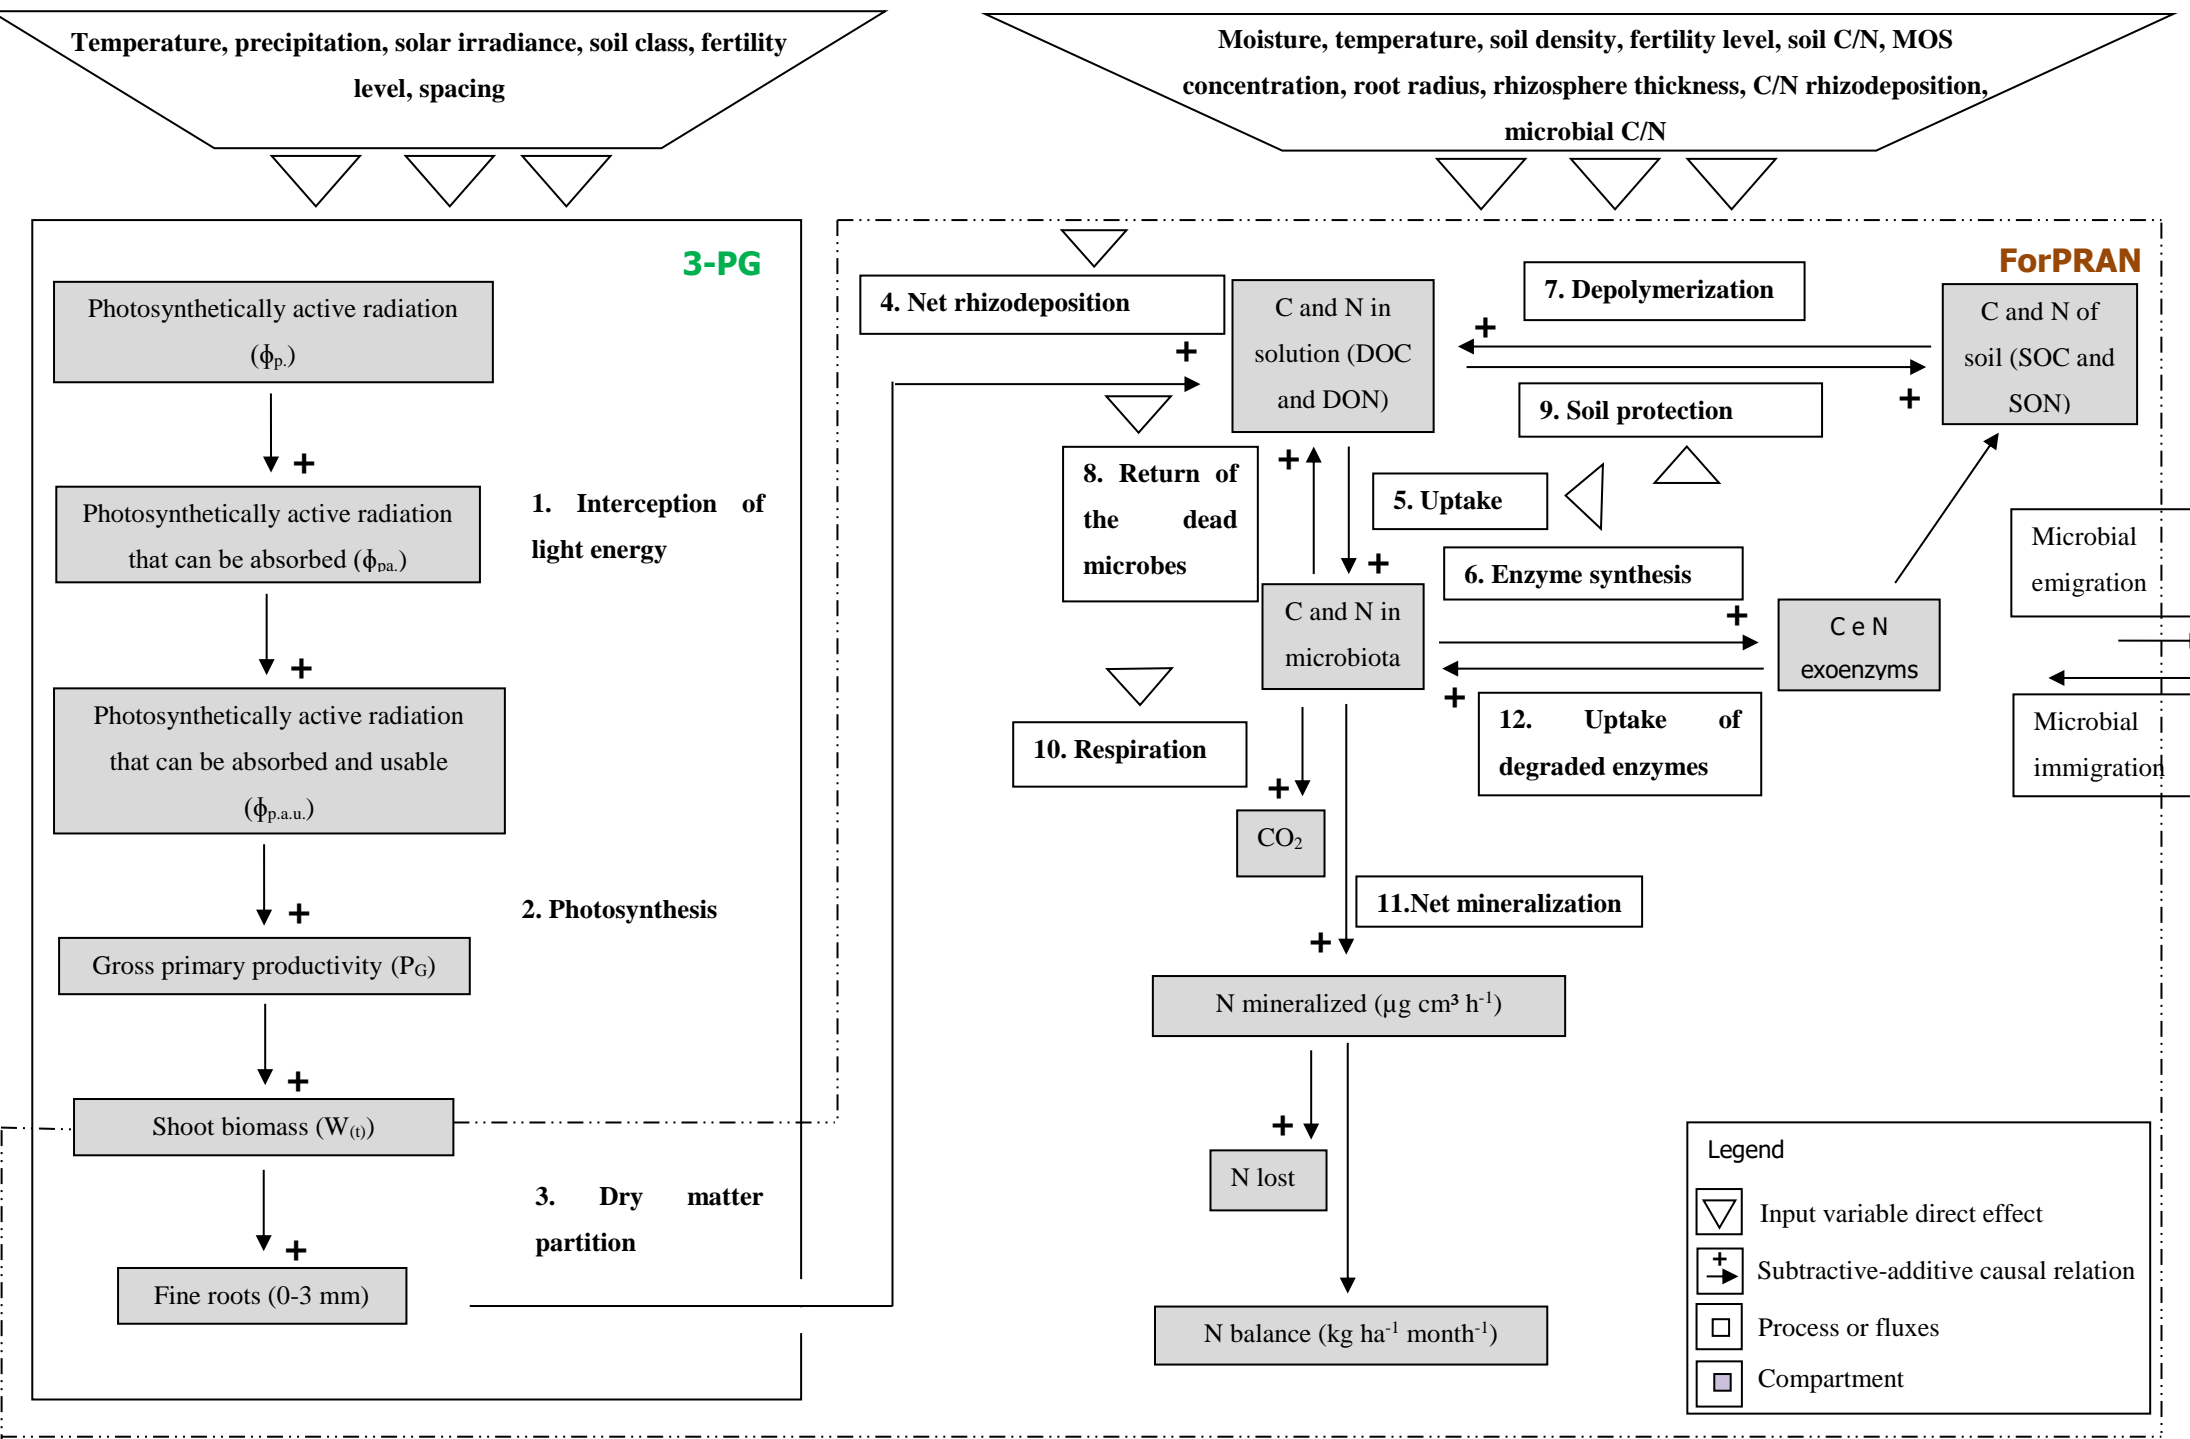 Temperature, precipitation, solar irradiance, soil class, fertility
level, spacing
Moisture, temperature, soil density, fertility level, soil C/N, MOS
concentration, root radius, rhizosphere thickness, C/N rhizodeposition,
microbial C/N
3-PG
Photosynthetically active radiation
(ϕp.)
+
Photosynthetically active radiation
that can be absorbed (ϕpa.)
1. Interception of
light energy
+
Photosynthetically active radiation
that can be absorbed and usable
(ϕp.a.u.)
+
2. Photosynthesis
Gross primary productivity (PG)
+
Shoot biomass (W(t))
+
3. Dry matter
partition
Fine roots (0-3 mm)
ForPRAN
4. Net rhizodeposition
+
C and N in
solution (DOC
and DON)
7. Depolymerization
+
9. Soil protection
+
C and N of
soil (SOC and
SON)
8. Return of
the dead
microbes
+
5. Uptake
+
6. Enzyme synthesis
+
C and N in
microbiota
C e N
exoenzyms
+
12. Uptake of
degraded enzymes
Microbial
emigration
+
Microbial
immigration
10. Respiration
+
CO2
11.Net mineralization
+
N mineralized (µg cm³ h-1)
+
N lost
N balance (kg ha-1 month-1)
Legend
Input variable direct effect
+
Subtractive-additive causal relation
Process or fluxes
Compartment